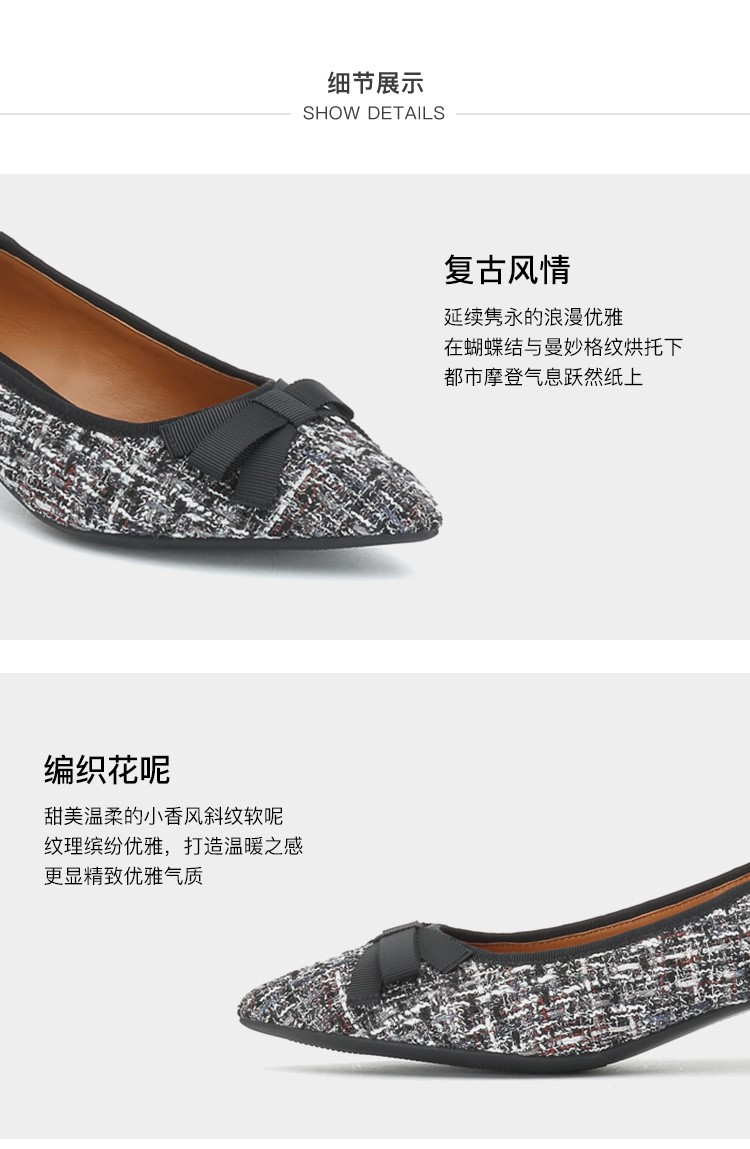 细节展示
SHOW DETAILS
复古风情
延续隽永的浪漫优雅
在蝴蝶结与曼妙格纹烘托下
都市摩登气息跃然纸上
编织花呢
甜美温柔的小香风斜纹软呢
纹理缤纷优雅，打造温暖之感
更显精致优雅气质